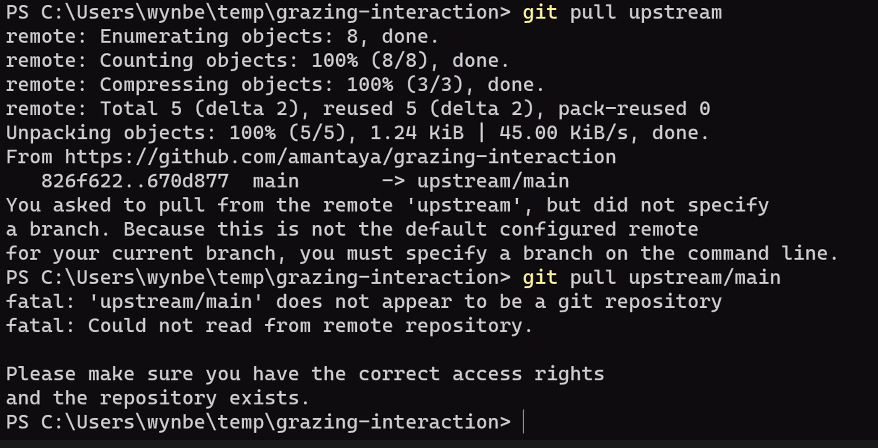 PS C:\Users\wynbe\temp\grazing-interaction> git pull upstream
remote: Enumerating objects: 8, done.
remote: Counting objects: 100% (8/8), done.
remote: Compressing objects: 100% (3/3), done.
remote: Total 5 (delta 2), reused 5 (delta 2), pack-reused 0
Unpacking objects: 100% (5/5), 1.24 KiB | 45.00 KiB/s, done.
From https://github.com/amantaya/grazing-interaction
   826f622..670d877  main       -> upstream/main
You asked to pull from the remote 'upstream', but did not specify
a branch. Because this is not the default configured remote
for your current branch, you must specify a branch on the command line.
PS C:\Users\wynbe\temp\grazing-interaction> git pull upstream/main
fatal: 'upstream/main' does not appear to be a git repository
fatal: Could not read from remote repository.

Please make sure you have the correct access rights
and the repository exists.
PS C:\Users\wynbe\temp\grazing-interaction>